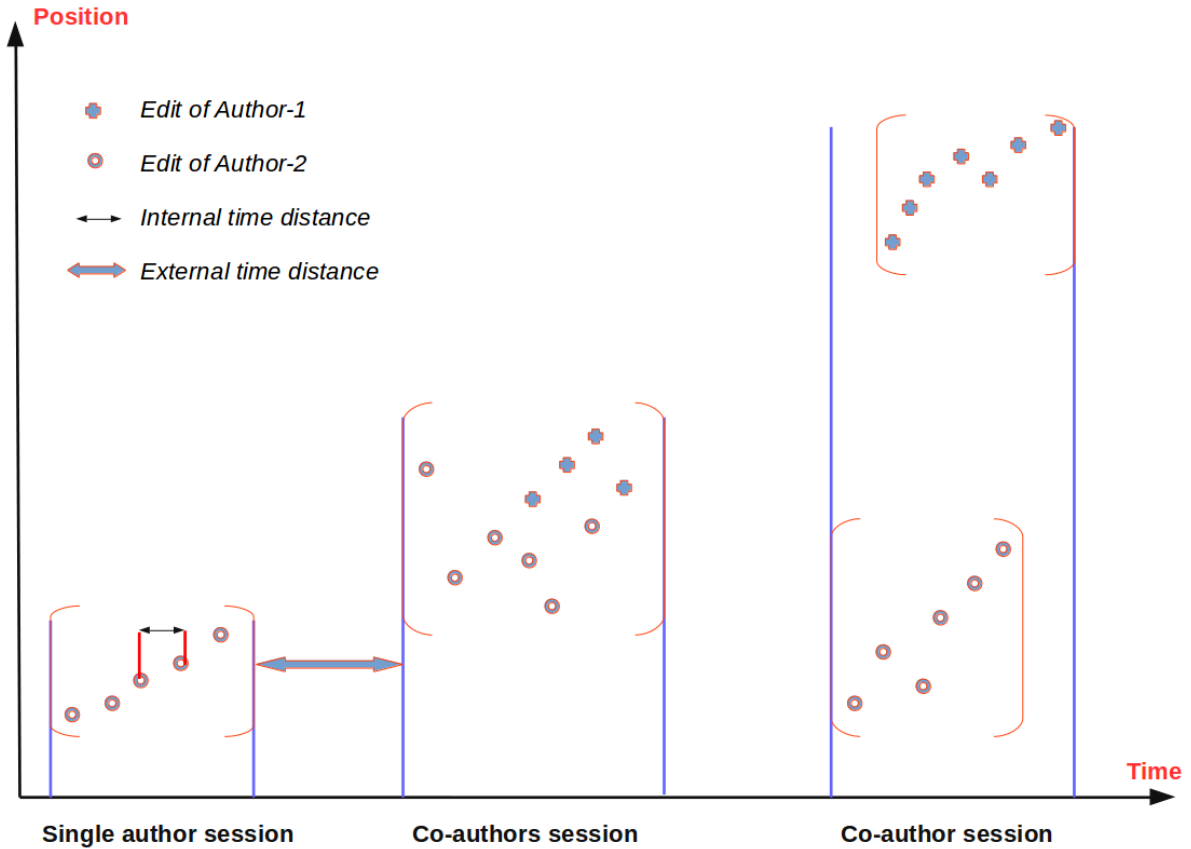 Position
Edit of Author-1
Edit of Author-2
Internal time distance
External time distance
Time
Single author session
Co-authors session
Co-author session